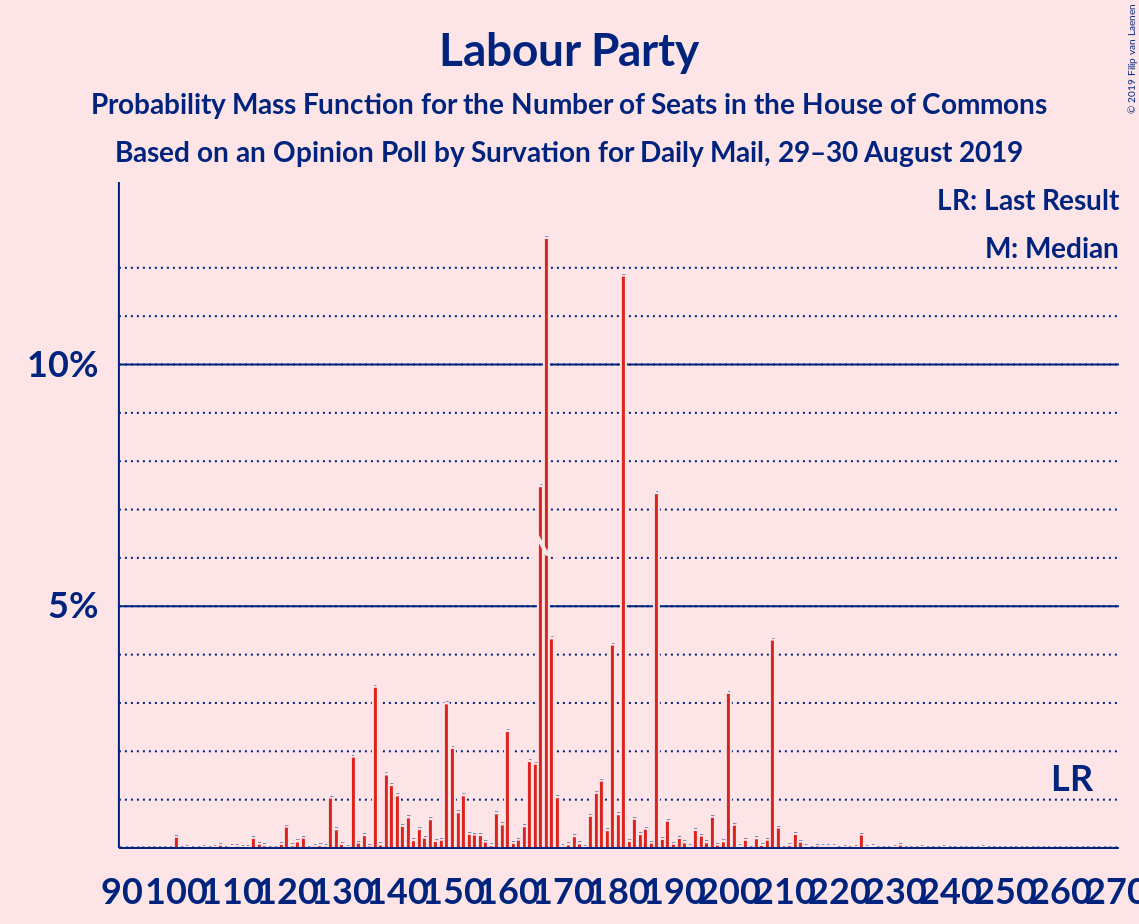 © 2019 Filip van Laenen
Labour Party
Probability Mass Function for the Number of Seats in the House of Commons
Based on an Opinion Poll by Survation for Daily Mail, 29–30 August 2019
LR: Last Result
M: Median
10%
5%
LR
90 100 110 120 130 140 150 160 170 180 190 200 210 220 230 240 250 260 270